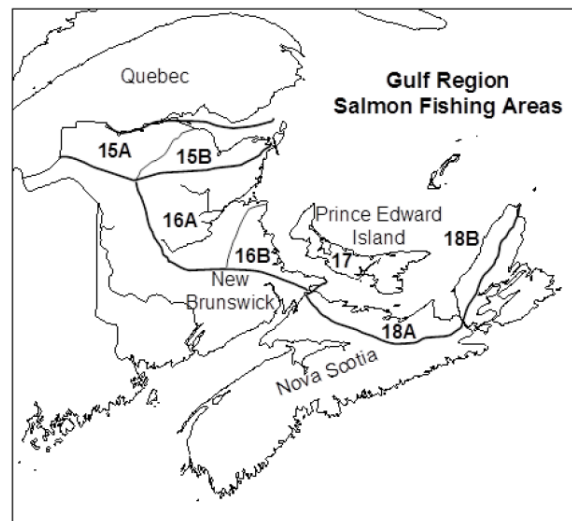 Quebec
Gulf Region
Salmon Fishing Areas
15A
15B
16A
Prince Edward
Island
18B
17
16B
New
Brunswick
18A
Nova Scotia